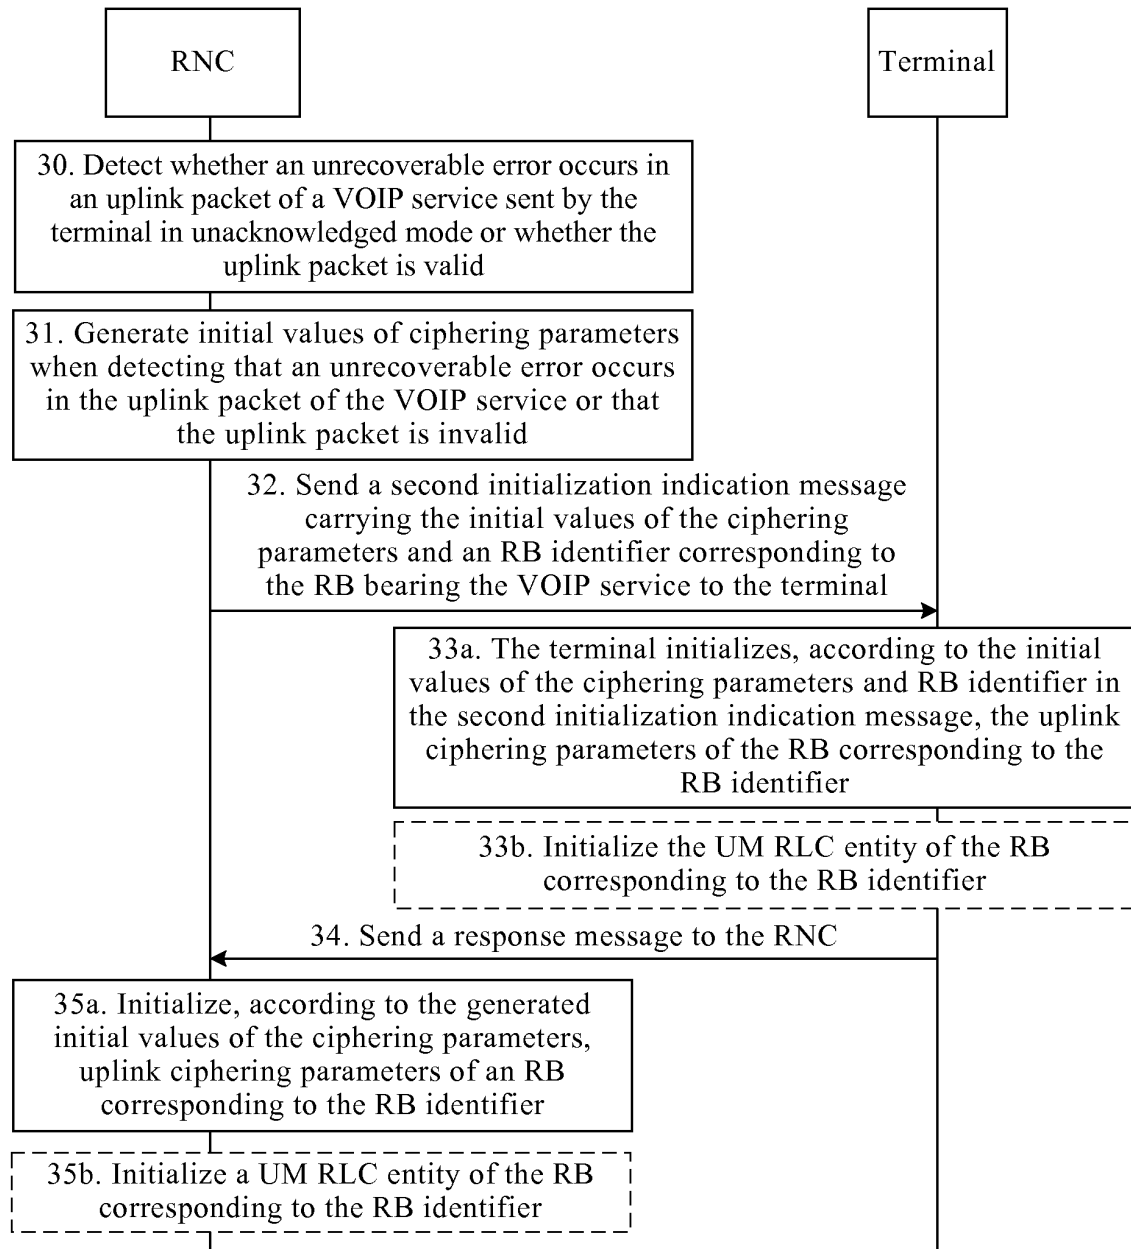 RNC
Terminal
30. Detect whether an unrecoverable error occurs in
an uplink packet of a VOIP service sent by the
terminal in unacknowledged mode or whether the
uplink packet is valid
31. Generate initial values of ciphering parameters
when detecting that an unrecoverable error occurs
in the uplink packet of the VOIP service or that
the uplink packet is invalid
32. Send a second initialization indication message
carrying the initial values of the ciphering
parameters and an RB identifier corresponding to
the RB bearing the VOIP service to the terminal
33a. The terminal initializes, according to the initial
values of the ciphering parameters and RB identifier in
the second initialization indication message, the uplink
ciphering parameters of the RB corresponding to the
RB identifier
33b. Initialize the UM RLC entity of the RB
corresponding to the RB identifier
34. Send a response message to the RNC
35a. Initialize, according to the generated
initial values of the ciphering parameters,
uplink ciphering parameters of an RB
corresponding to the RB identifier
35b. Initialize a UM RLC entity of the RB
corresponding to the RB identifier